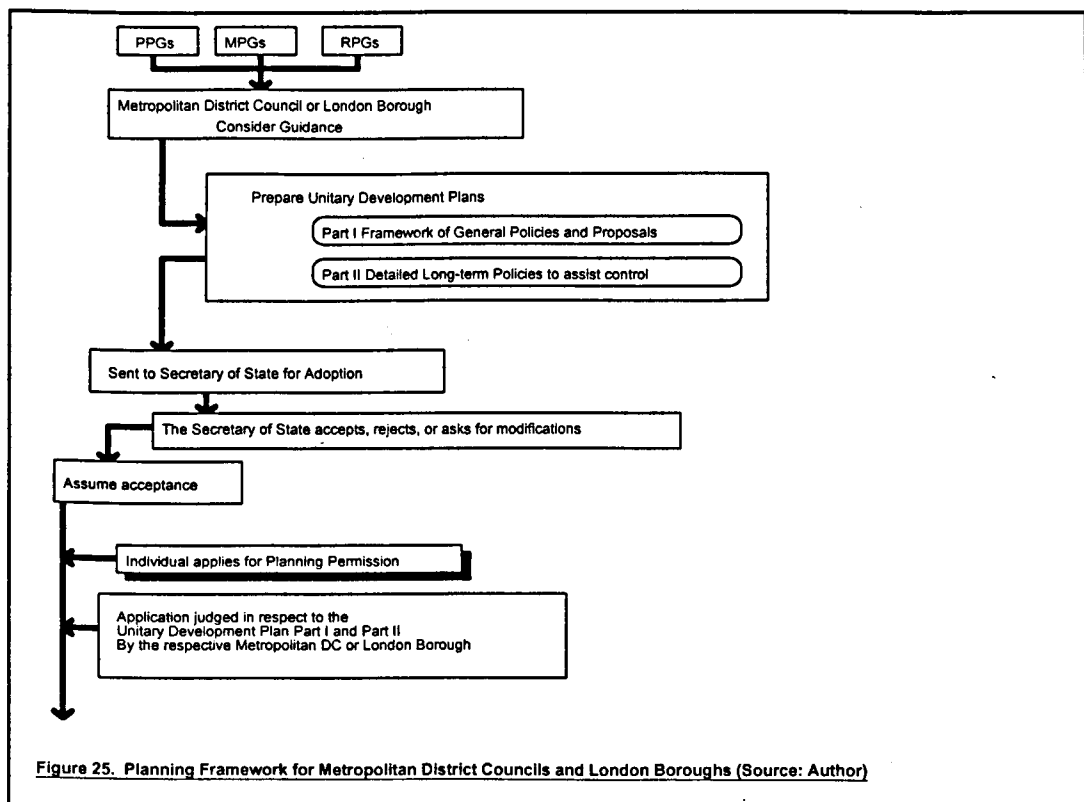 PPGs MPGs RPGs
Metropolitan District Council or London Borough
Consider Guidance
Prepare Unitary Development Plans
Part I Framework of General Policies and Proposals
Part II Detailed Long-term Policies to assist control
Sent to Secretary of State for Adoption
The Secretary of State accepts, rejects, or asks for modifications
Assume acceptance
Individual applies for Planning Permission
Application judged in respect to the
Unitary Development Plan Part I and Part II
By the respective Metropolitan DC or London Borough
Figure 25. Planning Framework for Metropolitan District Councils and London Boroughs (Source: Author)